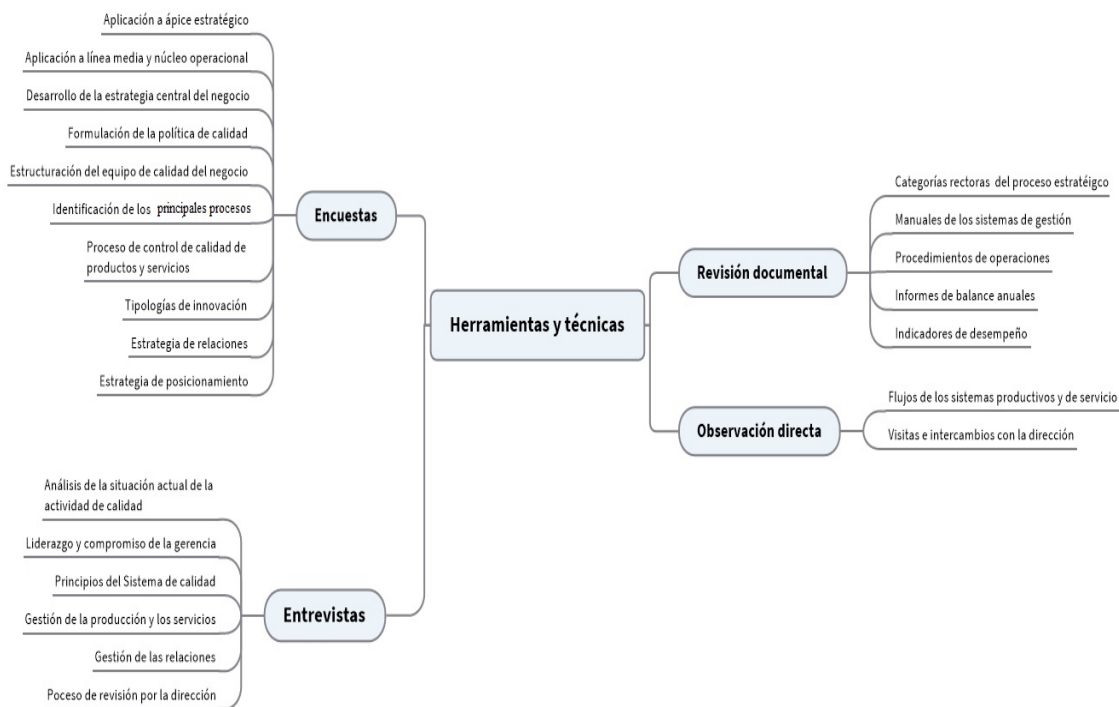 Aplicación a ápice estratégico
Aplicación a línea media y núcleo operacional
Desarrollo de la estrategia central del negocio
Formulación de la política de calidad
Estructuración del equipo de calidad del negocio
Identificación de los principales procesos
Proceso de control de calidad de
productos y servicios
Tipologías de innovación
Estrategia de relaciones
Estrategia de posicionamiento
Encuestas
Análisis de la situación actual de la
actividad de calidad
Liderazgo y compromiso de la gerencia
Principios del Sistema de calidad
Gestión de la producción y los servicios
Gestión de las relaciones
Poceso de revisión por la dirección
Entrevistas
Herramientas y técnicas
Revisión documental
Categorías rectoras del proceso estratéigco
Manuales de los sistemas de gestión
Procedimientos de operaciones
Informes de balance anuales
Indicadores de desempeño
Observación directa
Flujos de los sistemas productivos y de servicio
Visitas e intercambios con la dirección